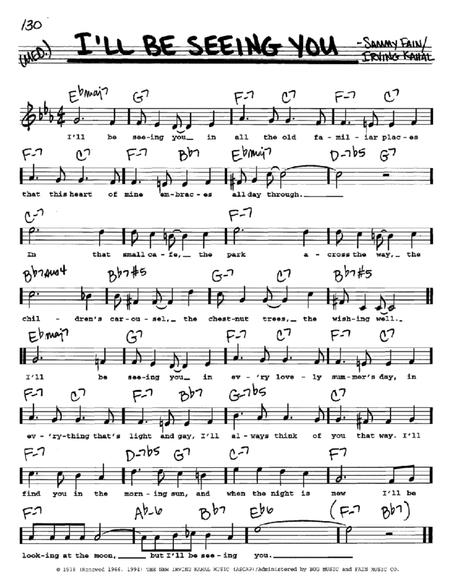 130
(MED.)
I'LL BE SEEING YOU
-SAMMY FAIN/
IRVING KAHAL
Ebmaj7 G7 F-7 C7 F-7 C7
I'll be see-ing you in all the old fa-mil-iar plac-es
F-7 C7 F-7 Bb7 Ebmaj7 D-7b5 G7
that this heart of mine em-brac-es all day through.
C-7 F-7
In that small ca-fe, the park a-cross the way, the
Bb7sus4 Bb7#5 G-7 C7 Bb7#5
chil-dren's car-ou-sel, the chest-nut trees, the wish-ing well.
Ebmaj7 G7 F-7 C7 F-7 C7
I'll be see-ing you in ev-'ry love-ly sum-mer's day, in
F-7 C7 F-7 Bb7 G-7b5 C7
ev-'ry-thing that's light and gay, I'll al-ways think of you that way. I'll
F-7 D-7b5 G7 C-7 F7
find you in the morn-ing sun, and when the night is new I'll be
F-7 Ab-6 Bb7 Eb6 (F-7 Bb7)
look-ing at the moon, but I'll be see-ing you.
© 1938 (Renewed 1966, 1994) THE NEW IRVING KAHAL MUSIC (ASCAP)/Administered by BUG MUSIC and FAIN MUSIC CO.